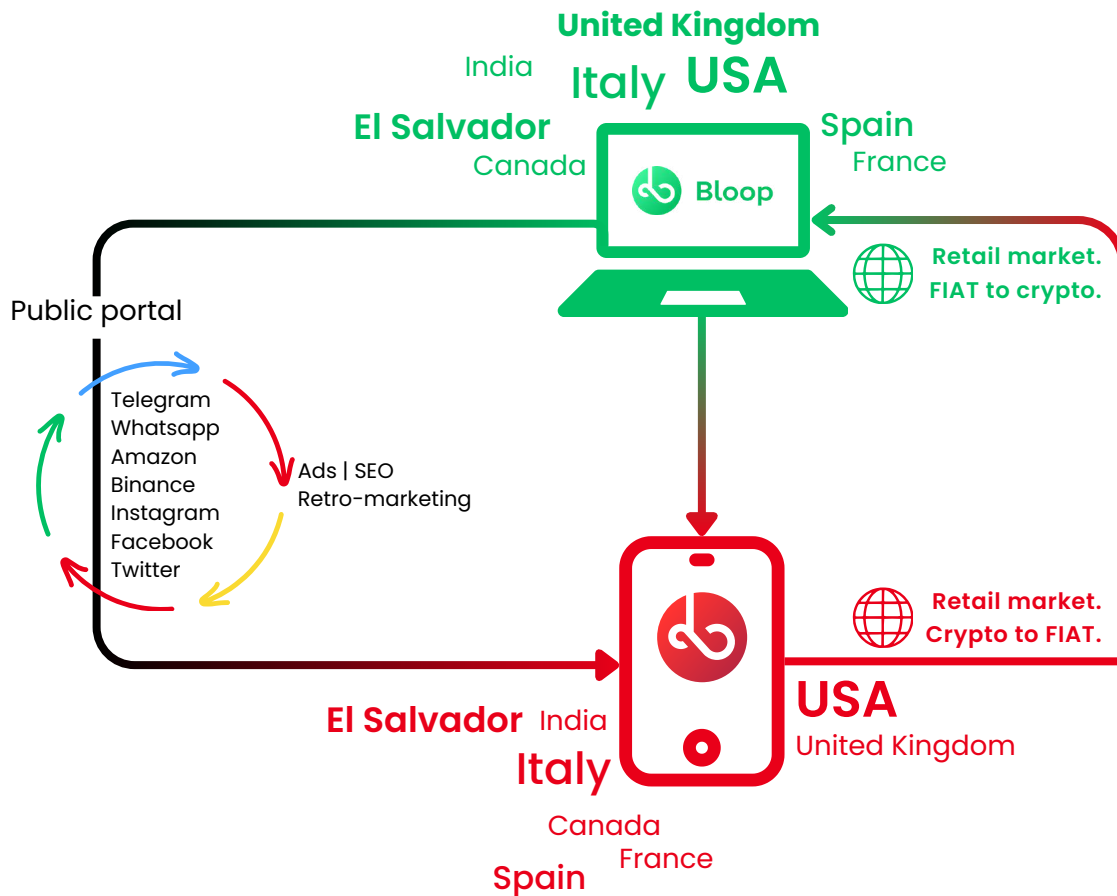 United Kingdom
India
Italy
USA
El Salvador
Spain
Canada
France
Bloop
Retail market.
FIAT to crypto.
Public portal
Telegram
Whatsapp
Amazon
Binance
Instagram
Facebook
Twitter
Ads | SEO
Retro-marketing
Retail market.
Crypto to FIAT.
El Salvador
India
USA
United Kingdom
Italy
Canada
France
Spain